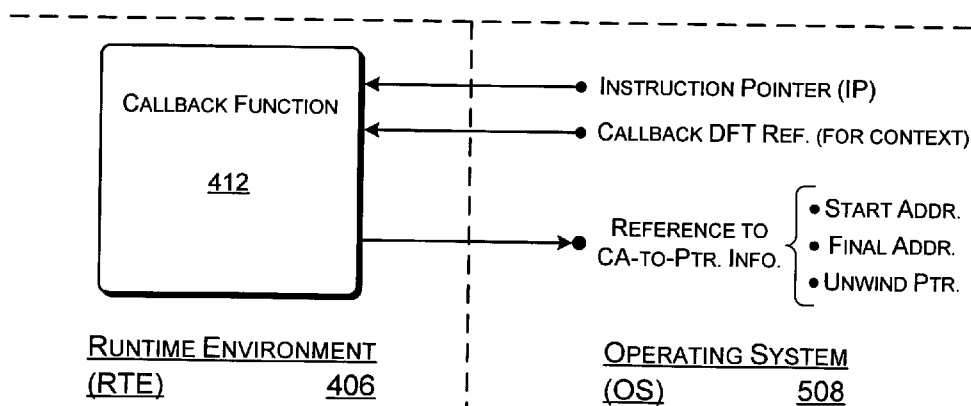 CALLBACK FUNCTION
412
INSTRUCTION POINTER (IP)
CALLBACK DFT REF. (FOR CONTEXT)
REFERENCE TO
CA-TO-PTR. INFO.
• START ADDR.
• FINAL ADDR.
• UNWIND PTR.
RUNTIME ENVIRONMENT
(RTE) 406
OPERATING SYSTEM
(OS) 508